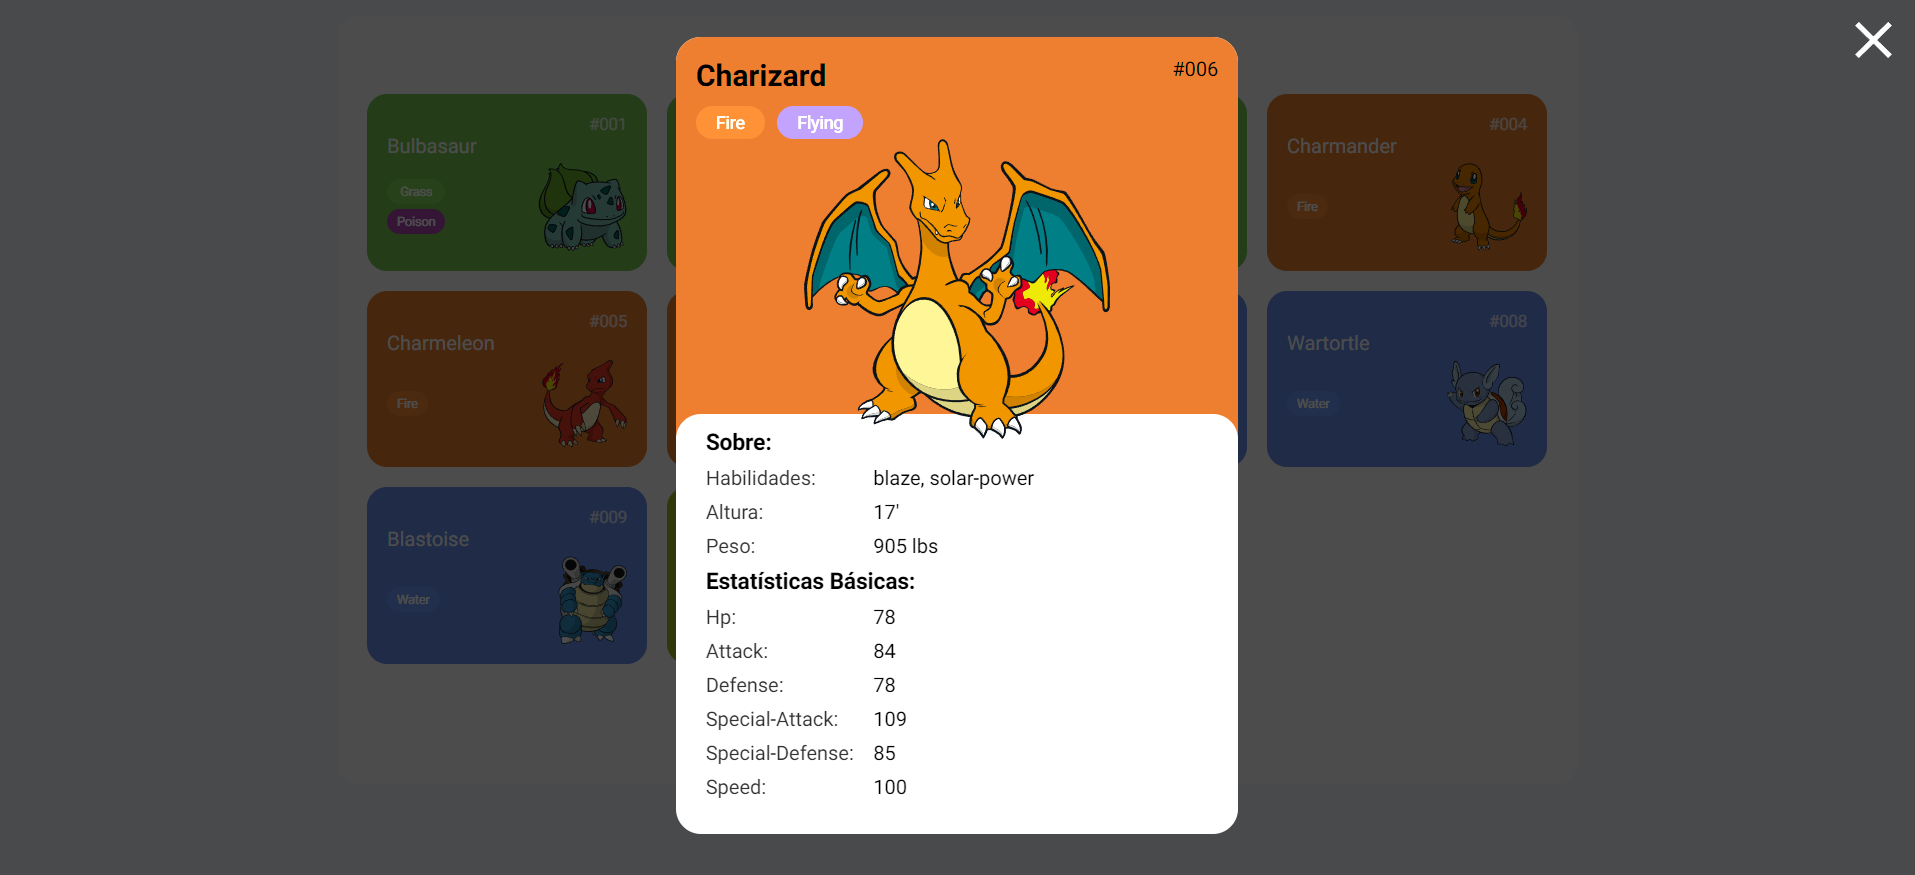 Charizard
#006
Fire Flying
Sobre:
Habilidades: blaze, solar-power
Altura: 17'
Peso: 905 lbs
Estatísticas Básicas:
Hp: 78
Attack: 84
Defense: 78
Special-Attack: 109
Special-Defense: 85
Speed: 100
#001
Bulbasaur
Grass
Poison
#004
Charmander
Fire
#005
Charmeleon
Fire
#008
Wartortle
Water
#009
Blastoise
Water